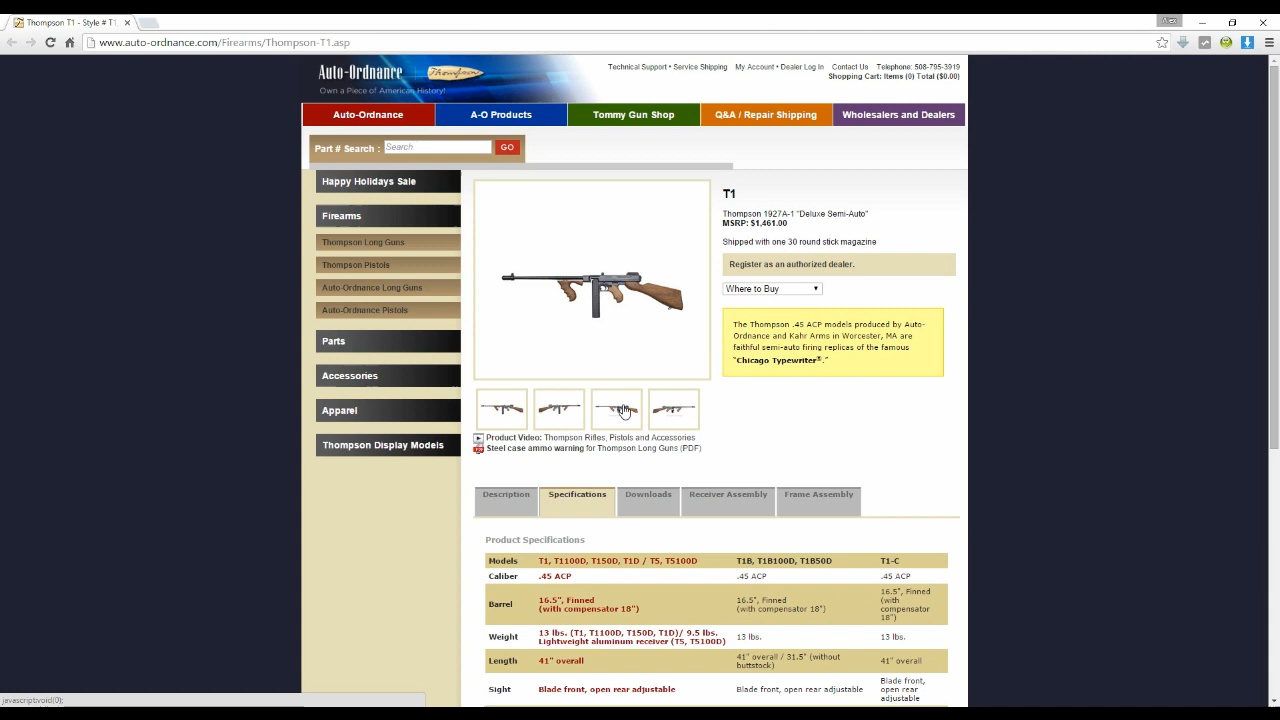 Thompson T1 - Style # T1
Alex
www.auto-ordnance.com/Firearms/Thompson-T1.asp
Auto-Ordnance Thompson
Own a Piece of American History!
Technical Support • Service Shipping My Account • Dealer Log In Contact Us Telephone: 508-795-3919
Shopping Cart: Items (0) Total ($0.00)
Auto-Ordnance A-O Products Tommy Gun Shop Q&A / Repair Shipping Wholesalers and Dealers
Part # Search : Search GO
Happy Holidays Sale
Firearms
Thompson Long Guns
Thompson Pistols
Auto-Ordnance Long Guns
Auto-Ordnance Pistols
Parts
Accessories
Apparel
Thompson Display Models
T1
Thompson 1927A-1 "Deluxe Semi-Auto"
MSRP: $1,461.00
Shipped with one 30 round stick magazine
Register as an authorized dealer.
Where to Buy
The Thompson .45 ACP models produced by Auto-
Ordnance and Kahr Arms in Worcester, MA are
faithful semi-auto firing replicas of the famous
"Chicago Typewriter®."
Product Video: Thompson Rifles, Pistols and Accessories
Steel case ammo warning for Thompson Long Guns (PDF)
Description Specifications Downloads Receiver Assembly Frame Assembly
Product Specifications
Models T1, T1100D, T150D, T1D / T5, T5100D T1B, T1B100D, T1B50D T1-C
Caliber .45 ACP .45 ACP .45 ACP
Barrel 16.5", Finned
(with compensator 18") 16.5", Finned
(with compensator 18") 16.5", Finned
(with
compensator
18")
Weight 13 lbs. (T1, T1100D, T150D, T1D)/ 9.5 lbs.
Lightweight aluminum receiver (T5, T5100D) 13 lbs. 13 lbs.
Length 41" overall 41" overall / 31.5" (without
buttstock) 41" overall
Sight Blade front, open rear adjustable Blade front, open rear adjustable Blade front,
open rear
adjustable
javascript:void(0);